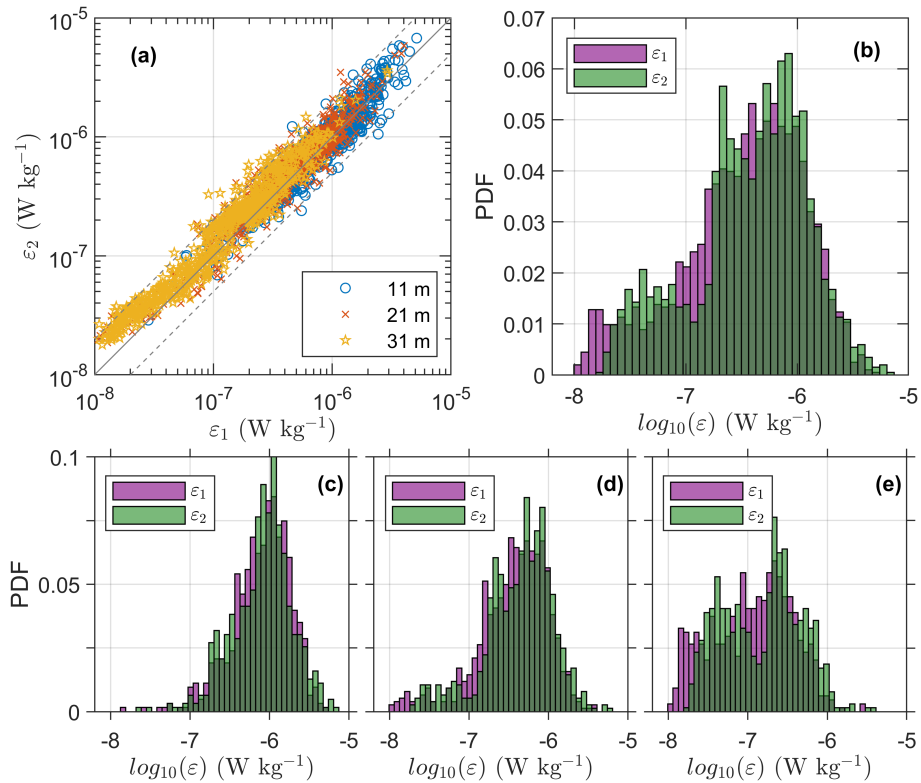 (a)
10⁻⁵
10⁻⁶
10⁻⁷
10⁻⁸
ε₂ (W kg⁻¹)
11 m
21 m
31 m
10⁻⁸ 10⁻⁷ 10⁻⁶ 10⁻⁵
ε₁ (W kg⁻¹)
(b)
ε₁
ε₂
0.07
0.06
0.05
0.04
0.03
0.02
0.01
0
PDF
-8 -7 -6 -5
log₁₀(ε) (W kg⁻¹)
(c)
ε₁
ε₂
0.1
0.05
0
PDF
-8 -7 -6 -5
log₁₀(ε) (W kg⁻¹)
(d)
ε₁
ε₂
-8 -7 -6 -5
log₁₀(ε) (W kg⁻¹)
(e)
ε₁
ε₂
-8 -7 -6 -5
log₁₀(ε) (W kg⁻¹)